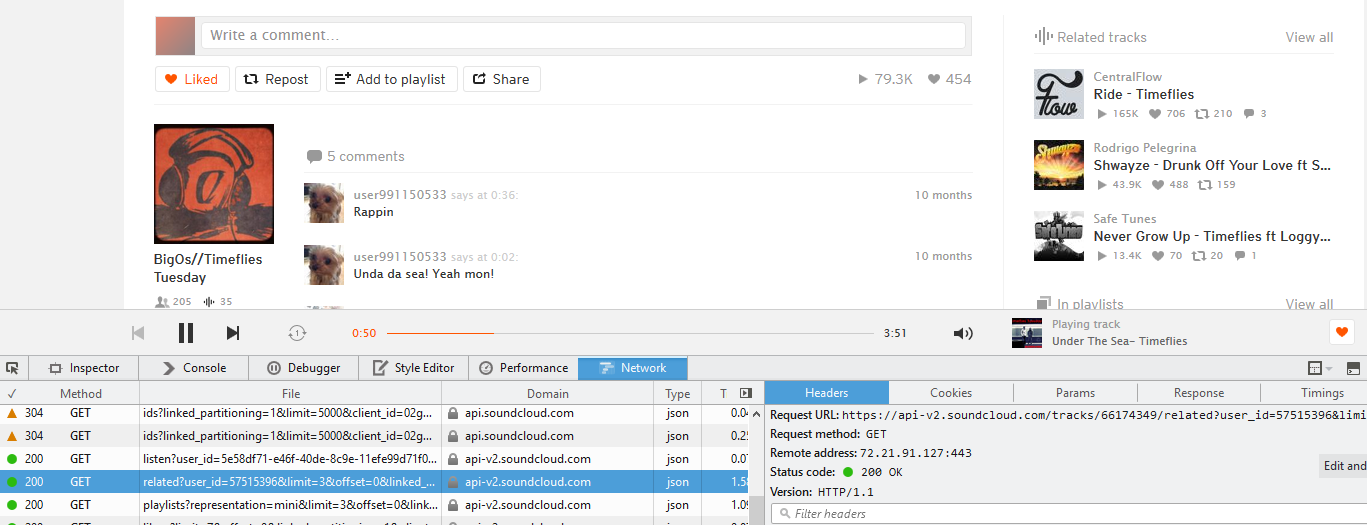 Write a comment...
Liked
Repost
Add to playlist
Share
79.3K
454
BigOs//Timeflies
Tuesday
205 35
5 comments
user991150533 says at 0:36:
10 months
Rappin
user991150533 says at 0:02:
10 months
Unda da sea! Yeah mon!
Related tracks
View all
Flow
CentralFlow
Ride - Timeflies
165K 706 210 3
Shwayze
Rodrigo Pelegrina
Shwayze - Drunk Off Your Love ft S...
43.9K 488 159
Safe Tunes
Never Grow Up - Timeflies ft Loggy...
13.4K 70 20 1
In playlists
View all
1
0:50
3:51
Playing track
Under The Sea- Timeflies
Inspector
Console
Debugger
Style Editor
Performance
Network
✓ Method File Domain Type T
304 GET ids?linked_partitioning=1&limit=5000&client_id=02g... api.soundcloud.com json 0.04
304 GET ids?linked_partitioning=1&limit=5000&client_id=02g... api.soundcloud.com json 0.25
200 GET listen?user_id=5e58df71-e46f-40de-8c9e-11efe99d71f0... api-v2.soundcloud.com json 0.07
200 GET related?user_id=57515396&limit=3&offset=0&linked_... api-v2.soundcloud.com json 1.58
200 GET playlists?representation=mini&limit=3&offset=0&link... api-v2.soundcloud.com json 1.09
Headers
Cookies
Params
Response
Timings
Request URL: https://api-v2.soundcloud.com/tracks/66174349/related?user_id=57515396&limi
Request method: GET
Remote address: 72.21.91.127:443
Status code: 200 OK
Edit and
Version: HTTP/1.1
Filter headers